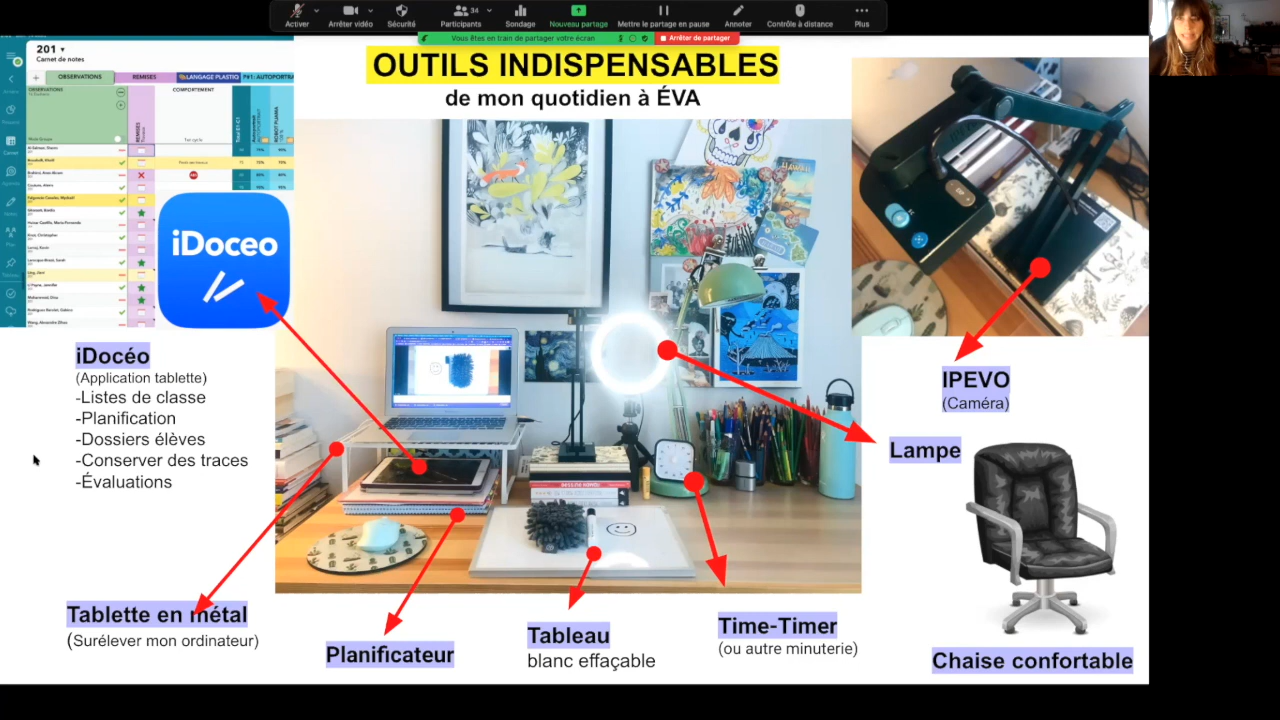 Activer
Arrêter vidéo
Sécurité
34
Participants
Sondage
Nouveau partage
Mettre le partage en pause
Annoter
Contrôle à distance
Plus
Vous êtes en train de partager votre écran
Arrêter de partager
201
Carnet de notes
OBSERVATIONS
REMISES
LANGAGE PLASTIQ
OBSERVATIONS
COMPORTEMENT
REMISES
iDoceo
OUTILS INDISPENSABLES
de mon quotidien à ÉVA
iDocéo
(Application tablette)
-Listes de classe
-Planification
-Dossiers élèves
-Conserver des traces
-Évaluations
IPEVO
(Caméra)
Lampe
Tablette en métal
(Surélever mon ordinateur)
Planificateur
Tableau
blanc effaçable
Time-Timer
(ou autre minuterie)
Chaise confortable